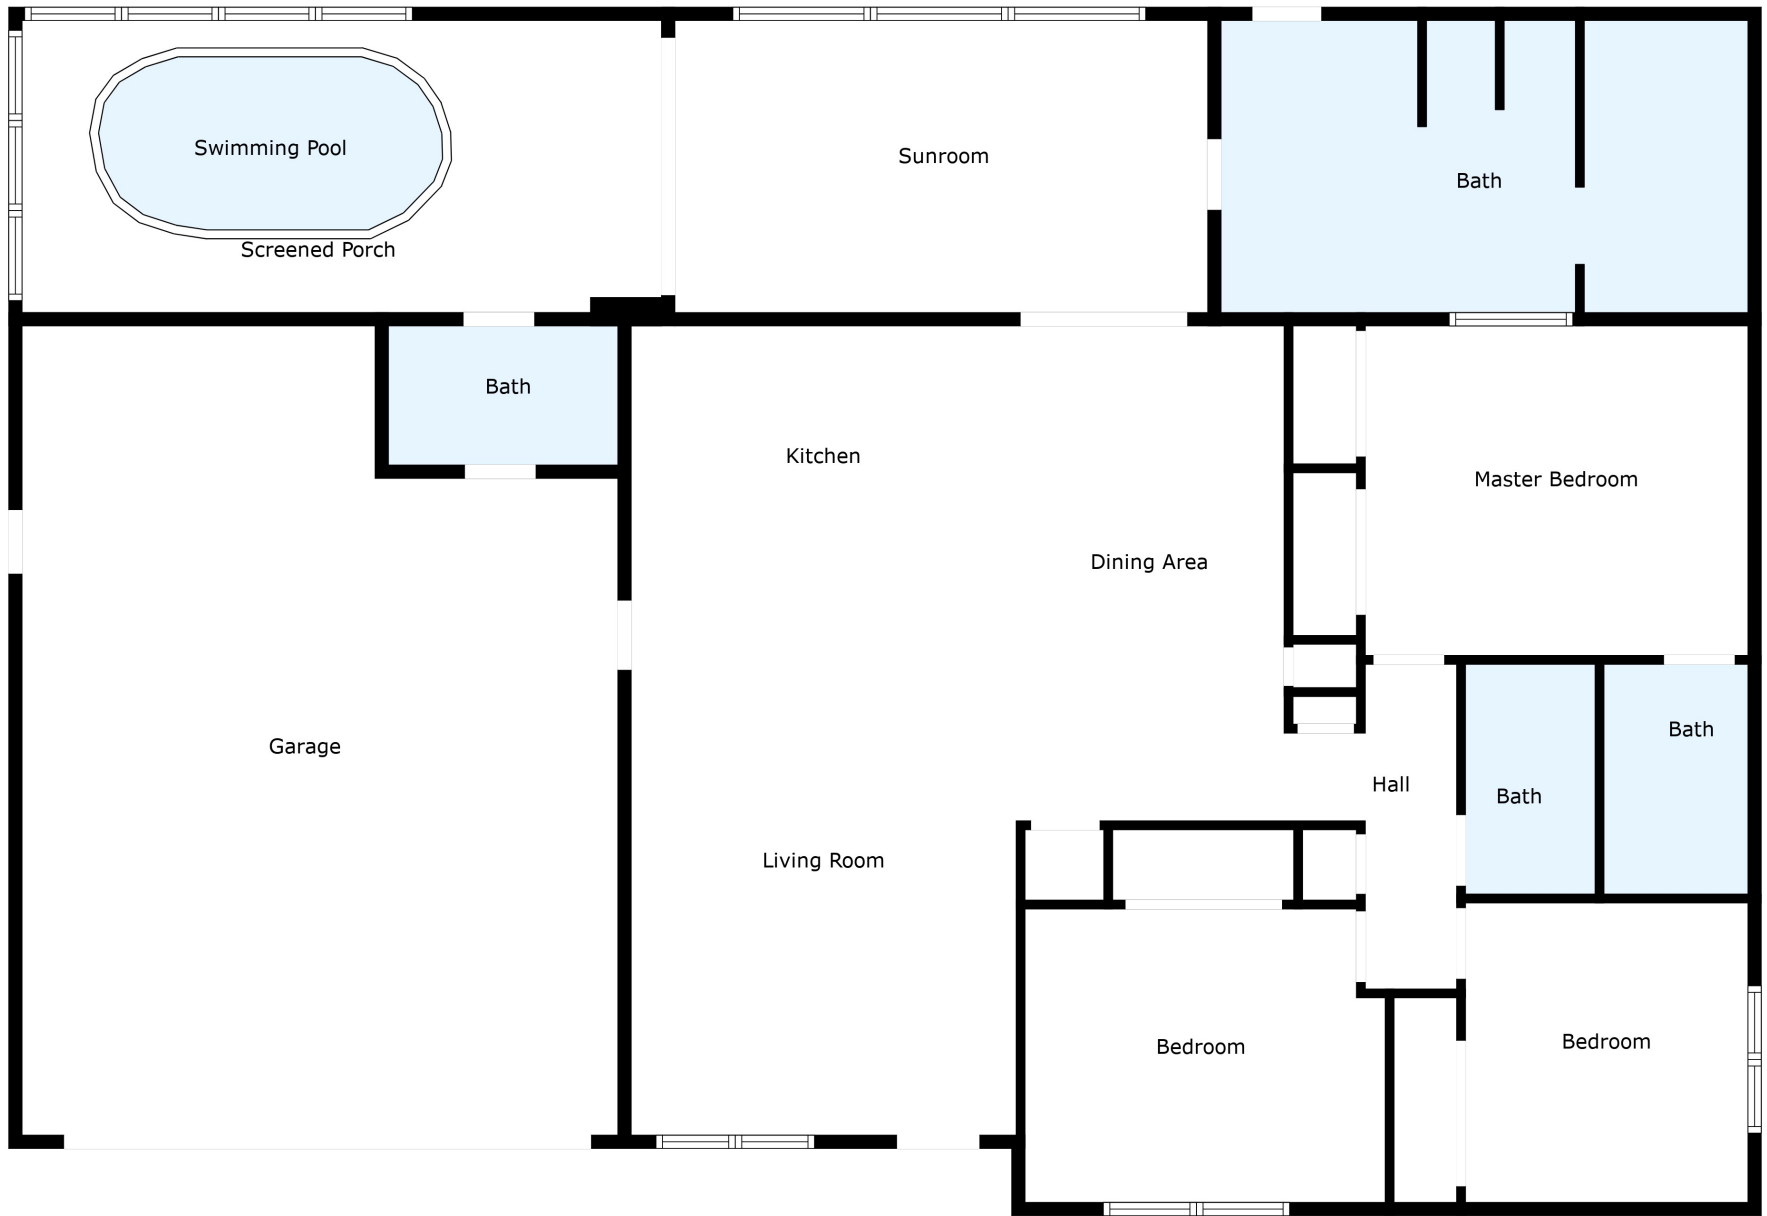 Swimming Pool
Sunroom
Bath
Screened Porch
Bath
Kitchen
Master Bedroom
Dining Area
Bath
Garage
Hall
Bath
Living Room
Bedroom
Bedroom